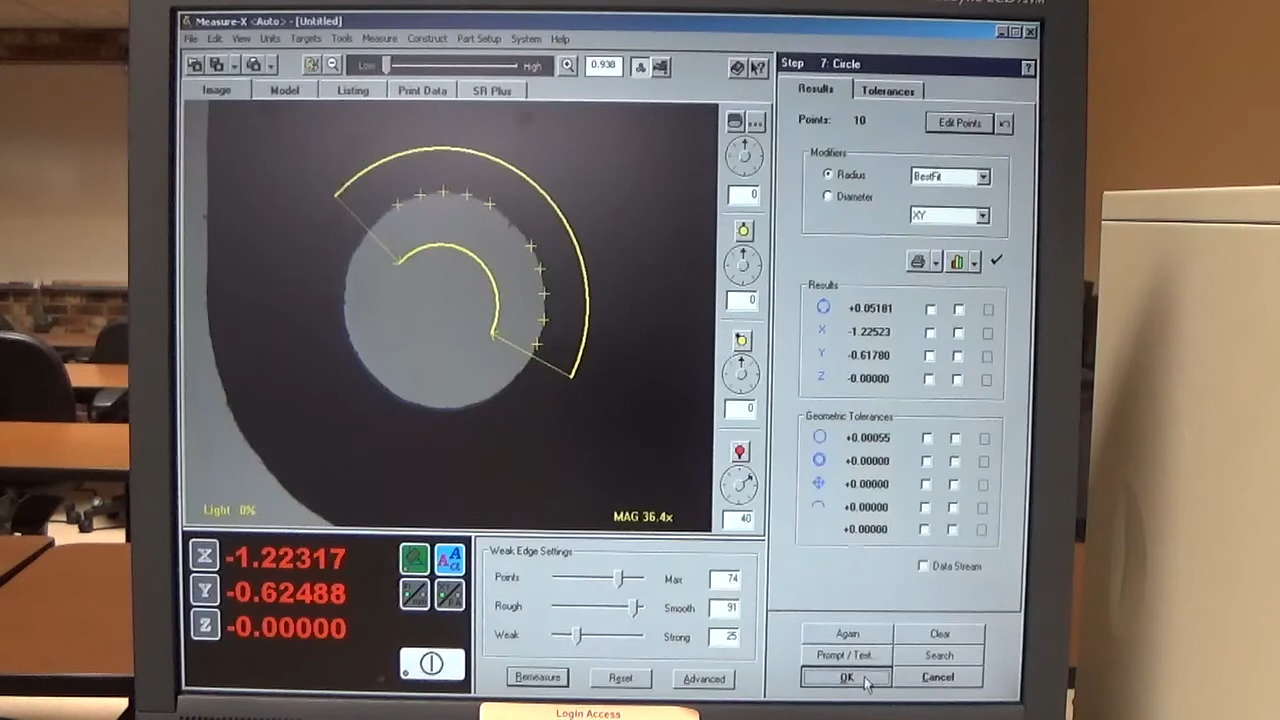 Measure-X <Auto> - [Untitled]
File Edit View Units Targets Tools Measure Construct Part Setup System Help
Low High 0.938
Image Model Listing Print Data SR Plus
Step 7: Circle
Results Tolerances
Points: 10 Edit Points
Modifiers
Radius BestFit
Diameter
XY
Results
+0.05181
X -1.22523
Y -0.61780
Z -0.00000
Geometric Tolerances
+0.00055
+0.00000
+0.00000
+0.00000
+0.00000
Data Stream
Again Clear
Prompt / Text... Search
OK Cancel
0
0
0
40
Light 0%
MAG 36.4x
X -1.22317
Y -0.62488
Z -0.00000
Weak Edge Settings
Points Max 74
Rough Smooth 91
Weak Strong 25
Remeasure Reset Advanced
Login Access